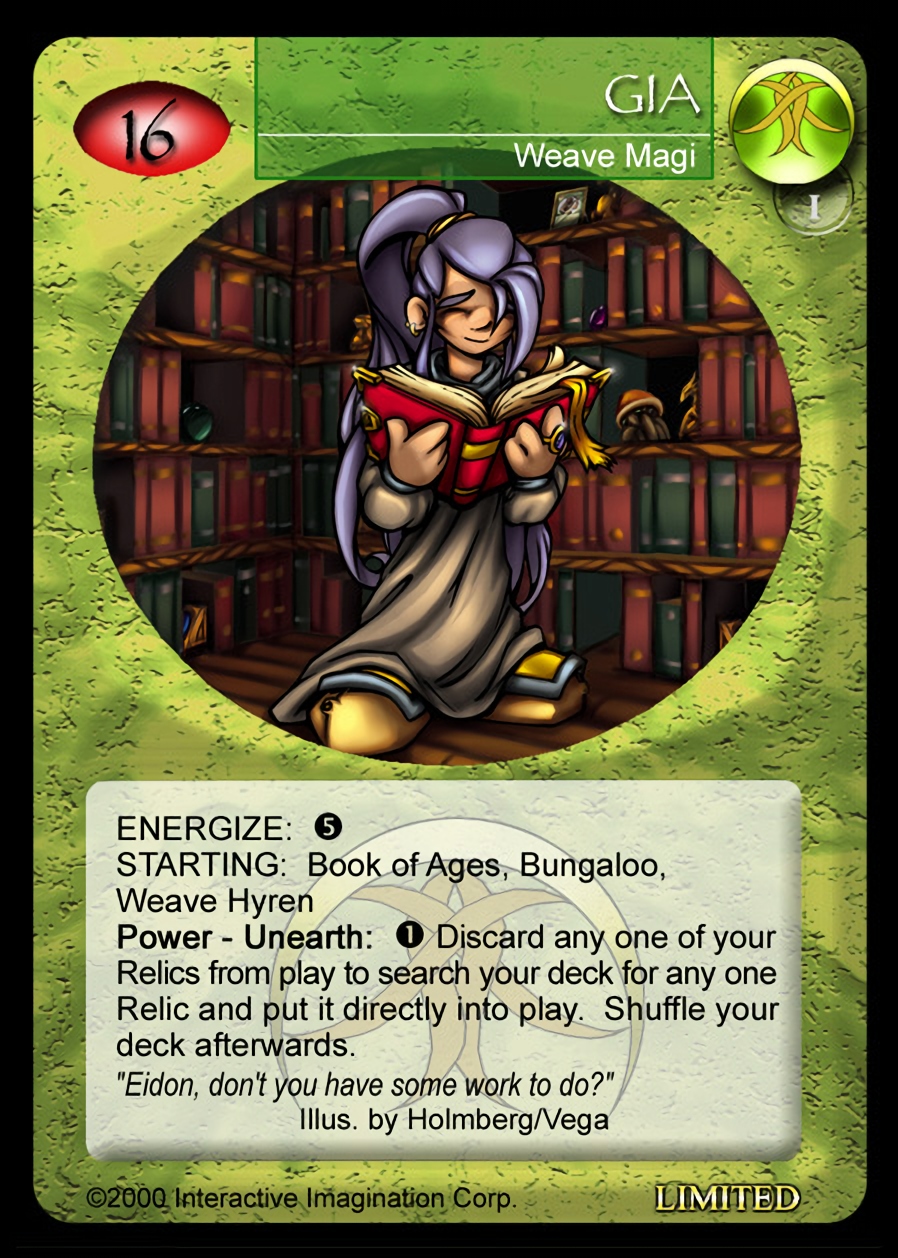 16
GIA
Weave Magi
I
ENERGIZE: ❺
STARTING: Book of Ages, Bungaloo,
Weave Hyren
Power - Unearth: ❶ Discard any one of your
Relics from play to search your deck for any one
Relic and put it directly into play. Shuffle your
deck afterwards.
"Eidon, don't you have some work to do?"
Illus. by Holmberg/Vega
©2000 Interactive Imagination Corp.
LIMITED